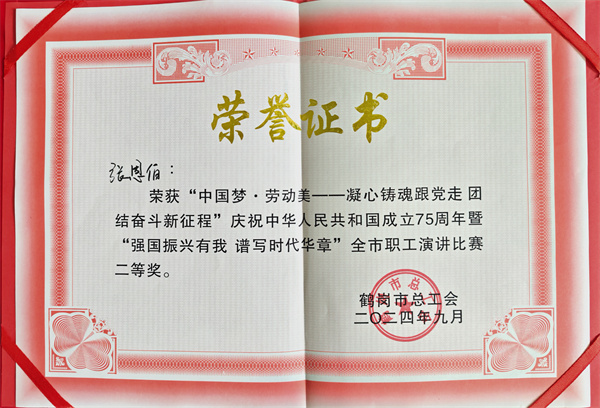 荣誉证书
张恩伯：
荣获“中国梦·劳动美——凝心铸魂跟党走 团
结奋斗新征程”庆祝中华人民共和国成立75周年暨
“强国振兴有我 谱写时代华章”全市职工演讲比赛
二等奖。
鹤岗市总工会
二〇二四年九月